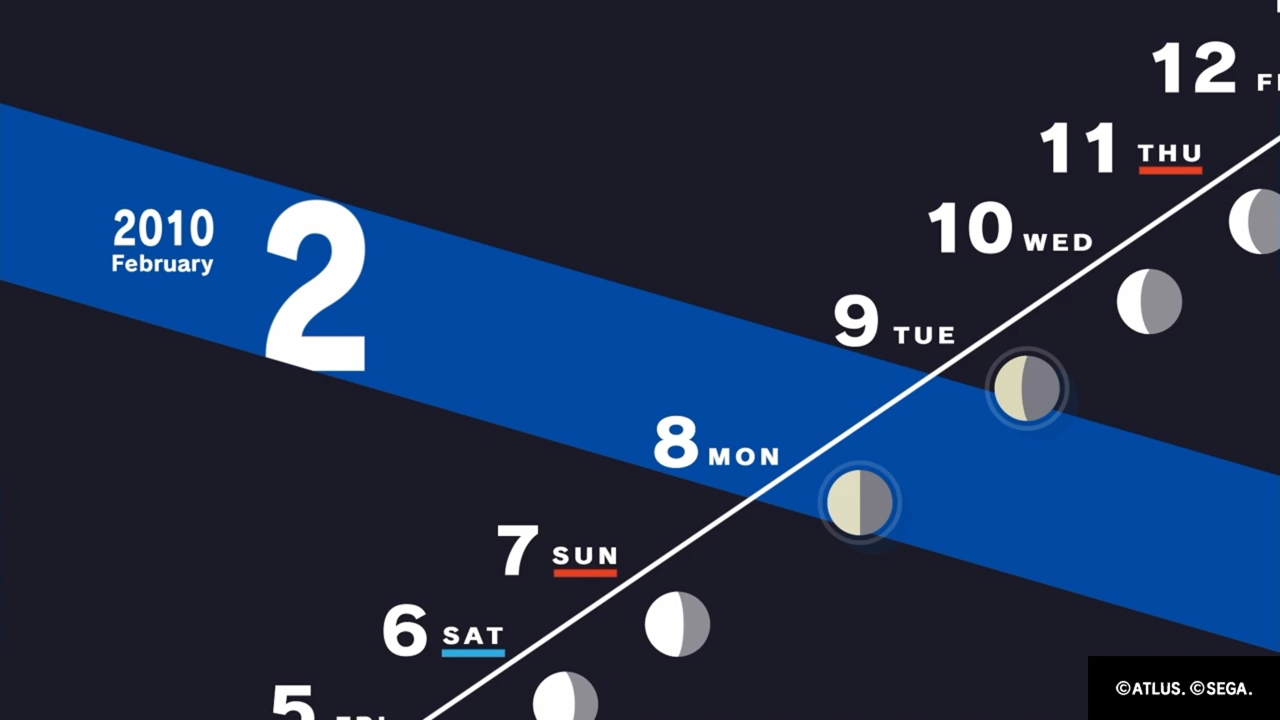 12
11 THU
10 WED
2010
February
2
9 TUE
8 MON
7 SUN
6 SAT
5
©ATLUS. ©SEGA.